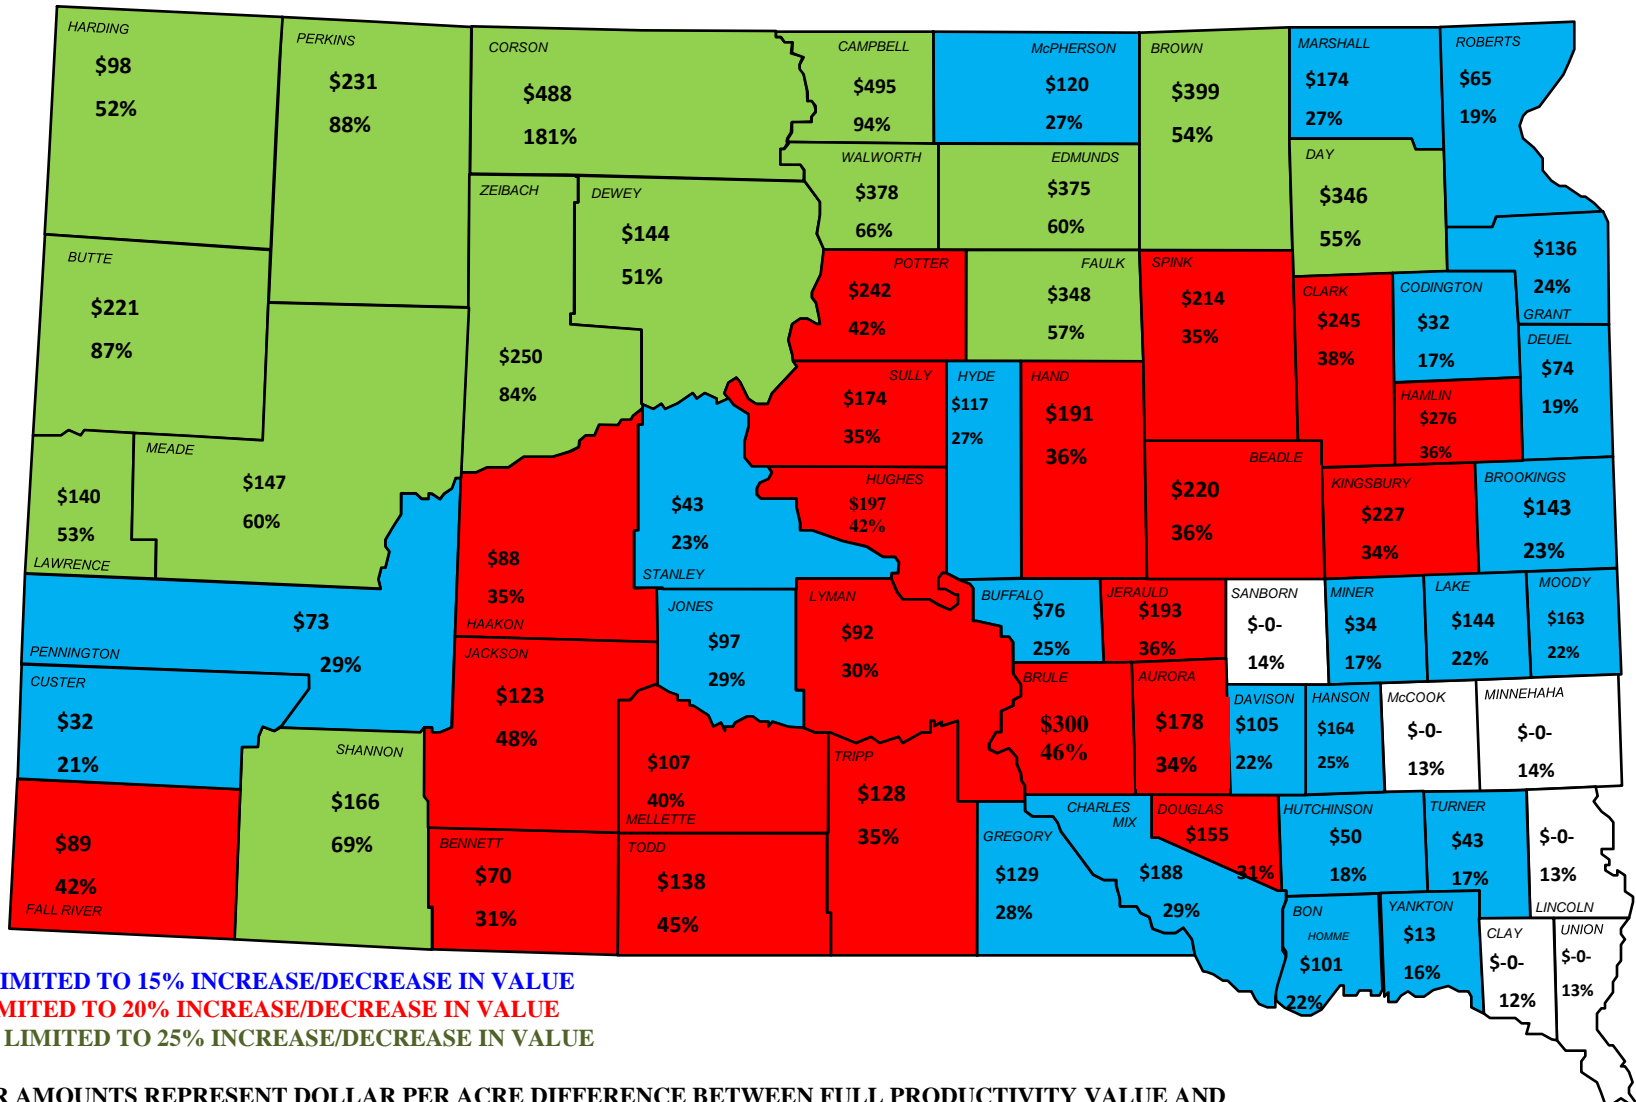 HARDING
$98
52%
PERKINS
$231
88%
CORSON
$488
181%
CAMPBELL
$495
94%
McPHERSON
$120
27%
BROWN
$399
54%
MARSHALL
$174
27%
ROBERTS
$65
19%
WALWORTH
$378
66%
EDMUNDS
$375
60%
DAY
$346
55%
ZEIBACH
$250
84%
DEWEY
$144
51%
BUTTE
$221
87%
POTTER
$242
42%
FAULK
$348
57%
SPINK
$214
35%
CLARK
$245
38%
CODINGTON
$32
17%
$136
24%
GRANT
DEUEL
$74
19%
HAMLIN
$276
36%
SULLY
$174
35%
HYDE
$117
27%
HAND
$191
36%
MEADE
$147
60%
$140
53%
LAWRENCE
HUGHES
$197
42%
BEADLE
$220
36%
KINGSBURY
$227
34%
BROOKINGS
$143
23%
$43
23%
STANLEY
$88
35%
HAAKON
$73
29%
PENNINGTON
JONES
$97
29%
LYMAN
$92
30%
BUFFALO
$76
25%
JERAULD
$193
36%
SANBORN
$-0-
14%
MINER
$34
17%
LAKE
$144
22%
MOODY
$163
22%
CUSTER
$32
21%
JACKSON
$123
48%
BRULE
$300
46%
AURORA
$178
34%
DAVISON
$105
22%
HANSON
$164
25%
McCOOK
$-0-
13%
MINNEHAHA
$-0-
14%
SHANNON
$166
69%
$107
40%
MELLETTE
TRIPP
$128
35%
$89
42%
FALL RIVER
BENNETT
$70
31%
TODD
$138
45%
GREGORY
$129
28%
CHARLES
MIX
$188
29%
DOUGLAS
$155
31%
HUTCHINSON
$50
18%
TURNER
$43
17%
$-0-
13%
LINCOLN
BON
HOMME
$101
22%
YANKTON
$13
16%
CLAY
$-0-
12%
UNION
$-0-
13%
IMITED TO 15% INCREASE/DECREASE IN VALUE
MITED TO 20% INCREASE/DECREASE IN VALUE
LIMITED TO 25% INCREASE/DECREASE IN VALUE
R AMOUNTS REPRESENT DOLLAR PER ACRE DIFFERENCE BETWEEN FULL PRODUCTIVITY VALUE AND